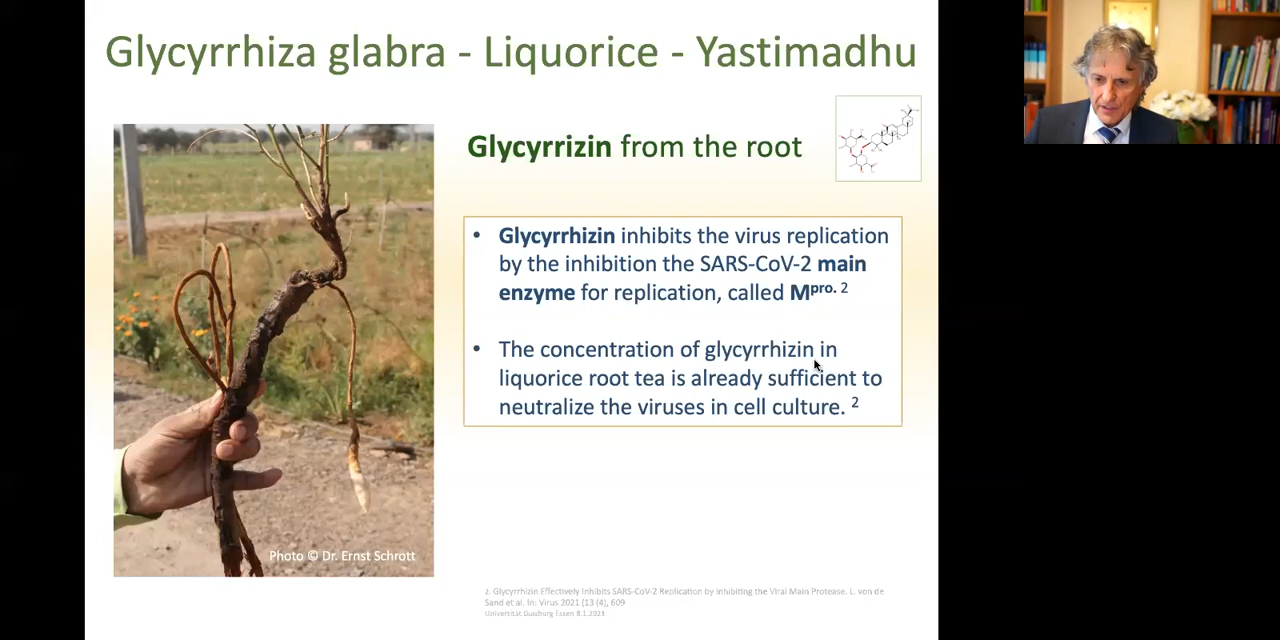 Glycyrrhiza glabra - Liquorice - Yastimadhu
Glycyrrizin from the root
• Glycyrrhizin inhibits the virus replication
by the inhibition the SARS-CoV-2 main
enzyme for replication, called Mpro. 2
• The concentration of glycyrrhizin in
liquorice root tea is already sufficient to
neutralize the viruses in cell culture. 2
Photo © Dr. Ernst Schrott
2. Glycyrrhizin Effectively Inhibits SARS-CoV-2 Replication by Inhibiting the Viral Main Protease. L. von de
Sand et al. In: Virus 2021 (13 (4), 609
Universität Duisburg Essen 8.1.2021